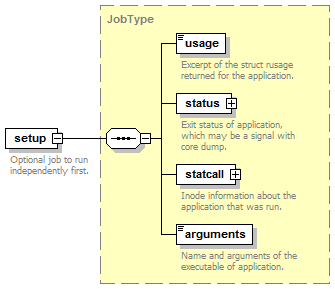 JobType
usage
Excerpt of the struct rusage
returned for the application.
status
Exit status of application,
which may be a signal with
core dump.
setup
Optional job to run
independently first.
statcall
Inode information about the
application that was run.
arguments
Name and arguments of the
executable of application.